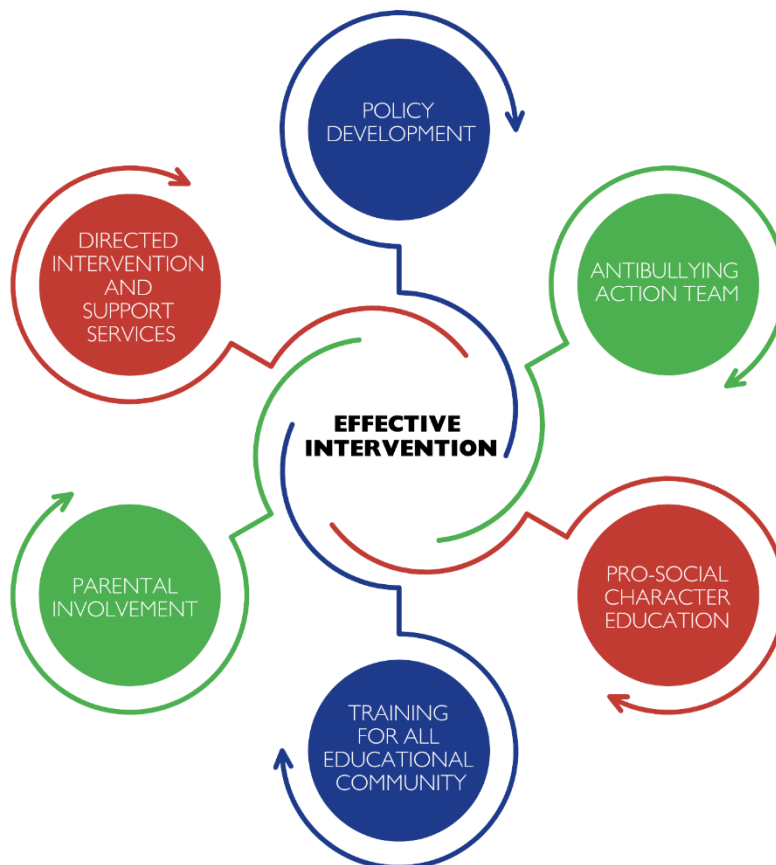 POLICY
DEVELOPMENT
ANTIBULLYING
ACTION TEAM
PRO-SOCIAL
CHARACTER
EDUCATION
TRAINING
FOR ALL
EDUCATIONAL
COMMUNITY
PARENTAL
INVOLVEMENT
DIRECTED
INTERVENTION
AND
SUPPORT
SERVICES
EFFECTIVE
INTERVENTION